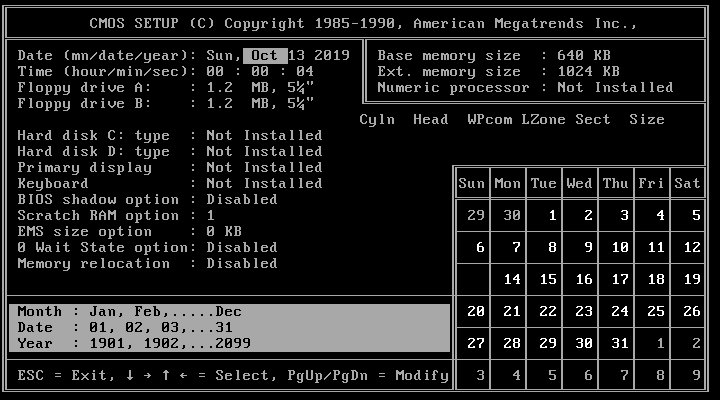 CMOS SETUP (C) Copyright 1985-1990, American Megatrends Inc.,
Date (mn/date/year): Sun, Oct 13 2019
Time (hour/min/sec): 00 : 00 : 04
Floppy drive A:     : 1.2  MB, 5¼"
Floppy drive B:     : 1.2  MB, 5¼"
Base memory size  : 640 KB
Ext. memory size  : 1024 KB
Numeric processor : Not Installed
Cyln  Head  WPcom LZone Sect  Size
Hard disk C: type  : Not Installed
Hard disk D: type  : Not Installed
Primary display    : Not Installed
Keyboard           : Not Installed
BIOS shadow option : Disabled
Scratch RAM option : 1
EMS size option    : 0 KB
0 Wait State option: Disabled
Memory relocation  : Disabled
Sun Mon Tue Wed Thu Fri Sat
29 30 1 2 3 4 5
6 7 8 9 10 11 12
14 15 16 17 18 19
20 21 22 23 24 25 26
27 28 29 30 31 1 2
3 4 5 6 7 8 9
Month : Jan, Feb,.....Dec
Date  : 01, 02, 03,...31
Year  : 1901, 1902,...2099
ESC = Exit, ↓ → ↑ ← = Select, PgUp/PgDn = Modify